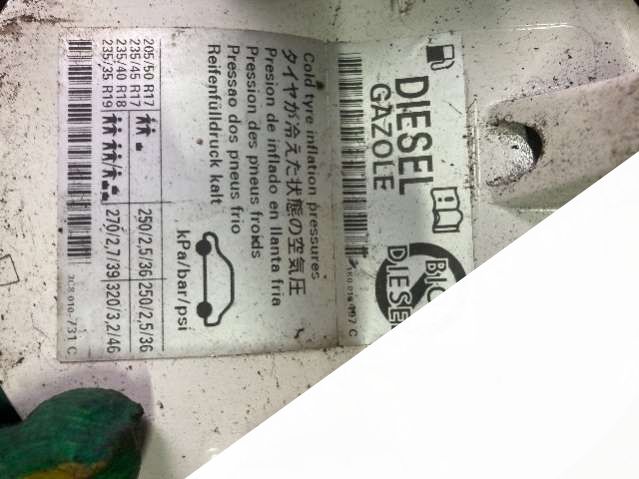 DIESEL
GAZOLE
BIO
DIESEL
Cold tyre inflation pressures
タイヤが冷えた状態の空気圧
Presion de inflado en llanta fria
Pression des pneus froids
Pressao dos pneus frio
Reifenfülldruck kalt
kPa/bar/psi
205/50 R17
235/45 R17
235/40 R18
235/35 R19
250/2,5/36 250/2,5/36
270/2,7/39 320/3,2/46